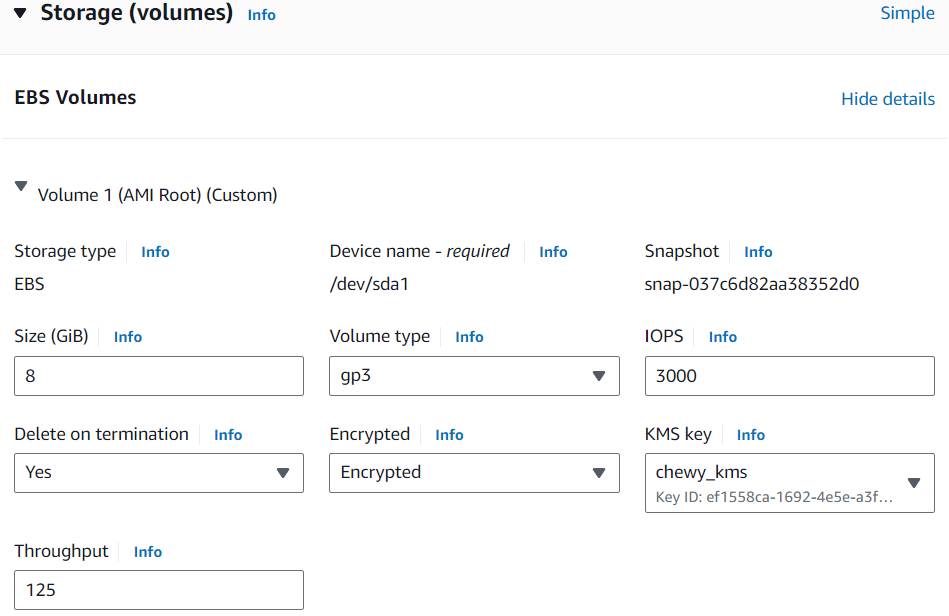 Storage (volumes) Info Simple
EBS Volumes Hide details
Volume 1 (AMI Root) (Custom)
Storage type Info Device name - required Info Snapshot Info
EBS /dev/sda1 snap-037c6d82aa38352d0
Size (GiB) Info Volume type Info IOPS Info
8 gp3 3000
Delete on termination Info Encrypted Info KMS key Info
Yes Encrypted chewy_kms
Key ID: ef1558ca-1692-4e5e-a3f...
Throughput Info
125